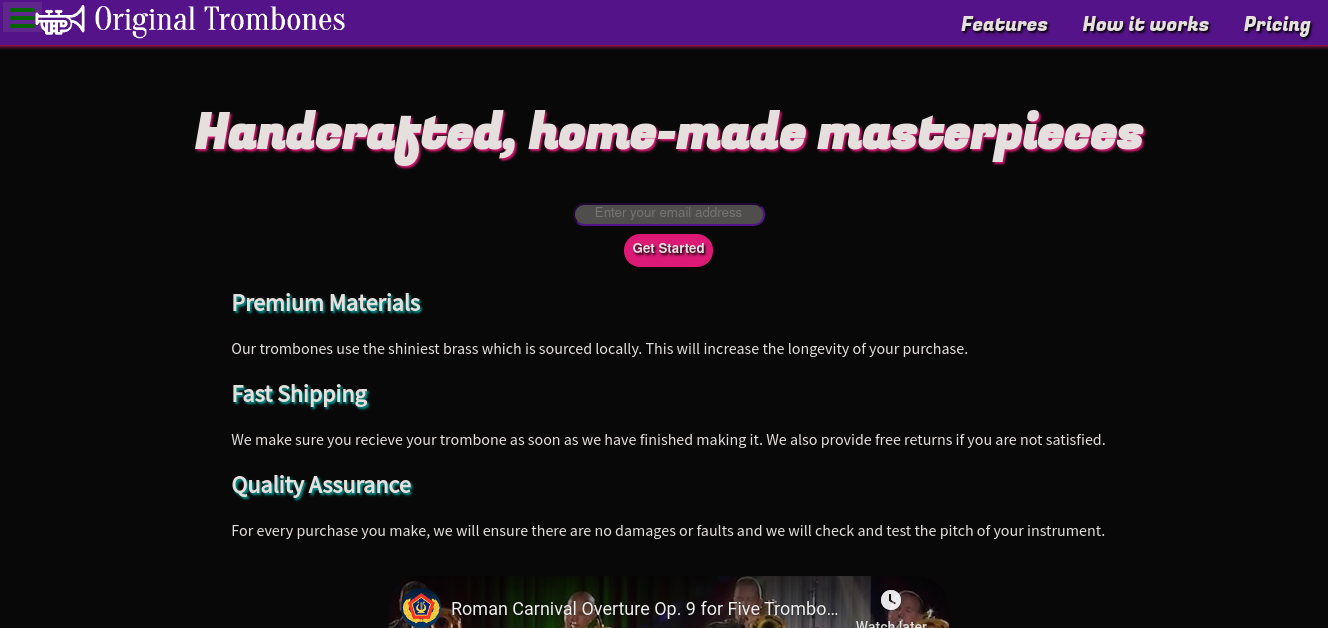 Original Trombones
Features How it works Pricing
Handcrafted, home-made masterpieces
Enter your email address
Get Started
Premium Materials
Our trombones use the shiniest brass which is sourced locally. This will increase the longevity of your purchase.
Fast Shipping
We make sure you recieve your trombone as soon as we have finished making it. We also provide free returns if you are not satisfied.
Quality Assurance
For every purchase you make, we will ensure there are no damages or faults and we will check and test the pitch of your instrument.
Roman Carnival Overture Op. 9 for Five Trombo...
Watch later